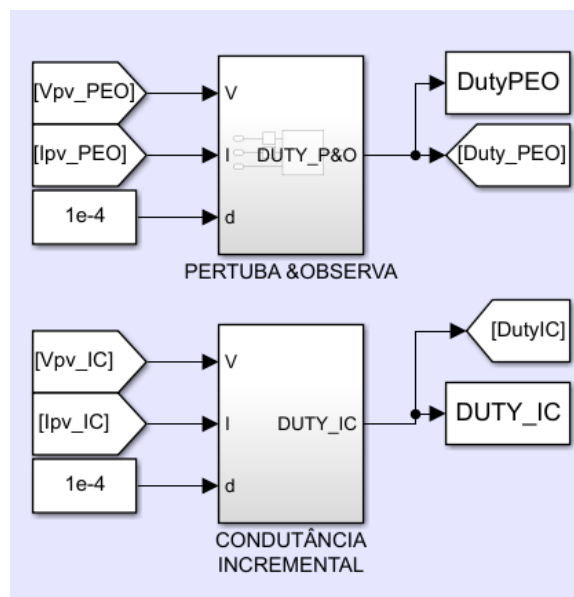 [Vpv_PEO]
V
DutyPEO
[Ipv_PEO]
I
DUTY_P&O
[Duty_PEO]
1e-4
d
PERTUBA &OBSERVA
[Vpv_IC]
V
[DutyIC]
[Ipv_IC]
I
DUTY_IC
DUTY_IC
1e-4
d
CONDUTÂNCIA
INCREMENTAL